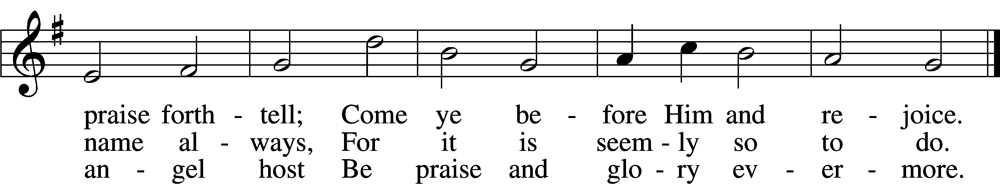 praise forth - tell; Come ye be - fore Him and re - joice.
name al - ways, For it is seem - ly so to do.
an - gel host Be praise and glo - ry ev - er - more.